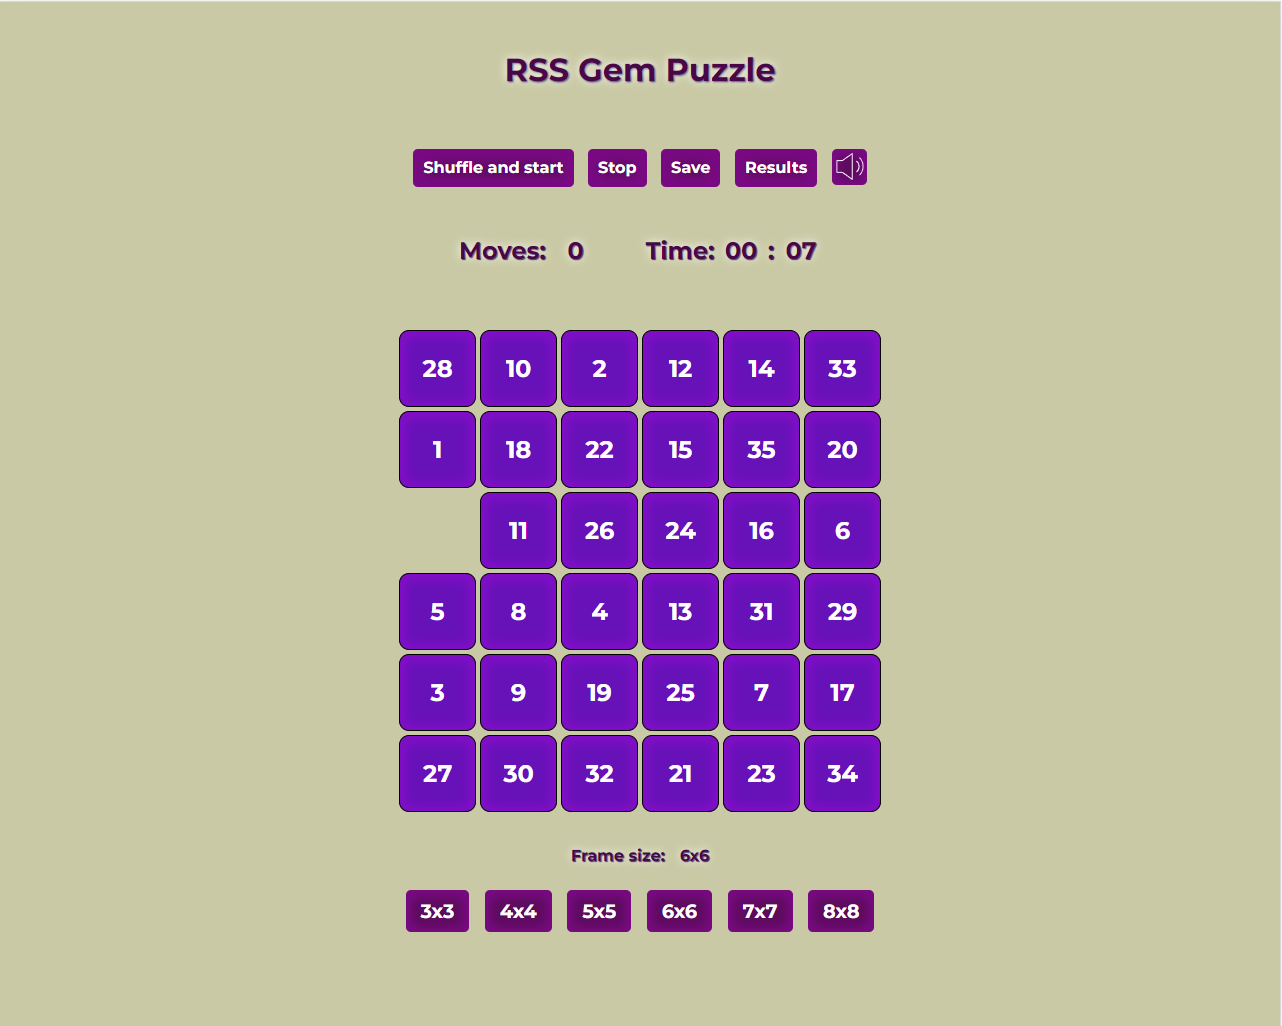 RSS Gem Puzzle
Shuffle and start Stop Save Results
Moves: 0 Time: 00 : 07
28 10 2 12 14 33
1 18 22 15 35 20
11 26 24 16 6
5 8 4 13 31 29
3 9 19 25 7 17
27 30 32 21 23 34
Frame size: 6x6
3x3 4x4 5x5 6x6 7x7 8x8